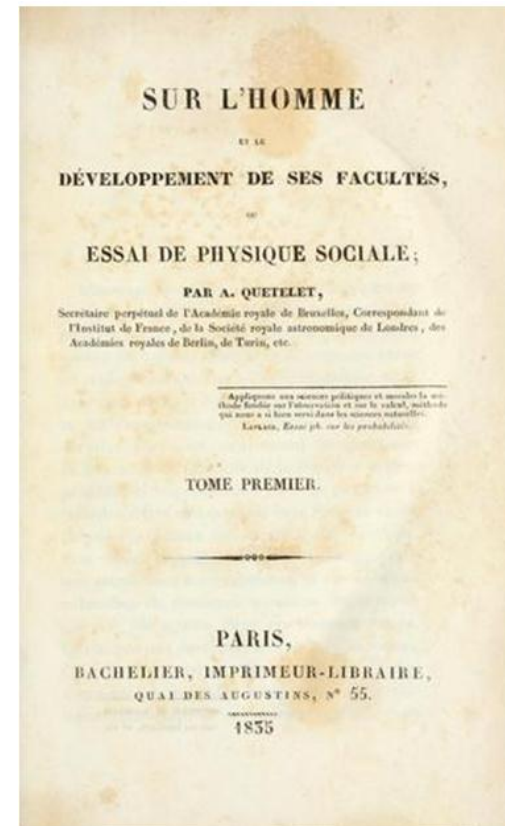 SUR L'HOMME
ET LE
DÉVELOPPEMENT DE SES FACULTÉS,
OU
ESSAI DE PHYSIQUE SOCIALE;
PAR A. QUETELET,
Secrétaire perpétuel de l'Académie royale de Bruxelles, Correspondant de
l'Institut de France, de la Société royale astronomique de Londres, des
Académies royales de Berlin, de Turin, etc.
Appliquons aux sciences politiques et morales la mé-
thode fondée sur l'observation et sur le calcul, méthode
qui nous a si bien servi dans les sciences naturelles.
LAPLACE, Essai ph. sur les probabilités.
TOME PREMIER.
PARIS,
BACHELIER, IMPRIMEUR-LIBRAIRE,
QUAI DES AUGUSTINS, N° 55.
1835